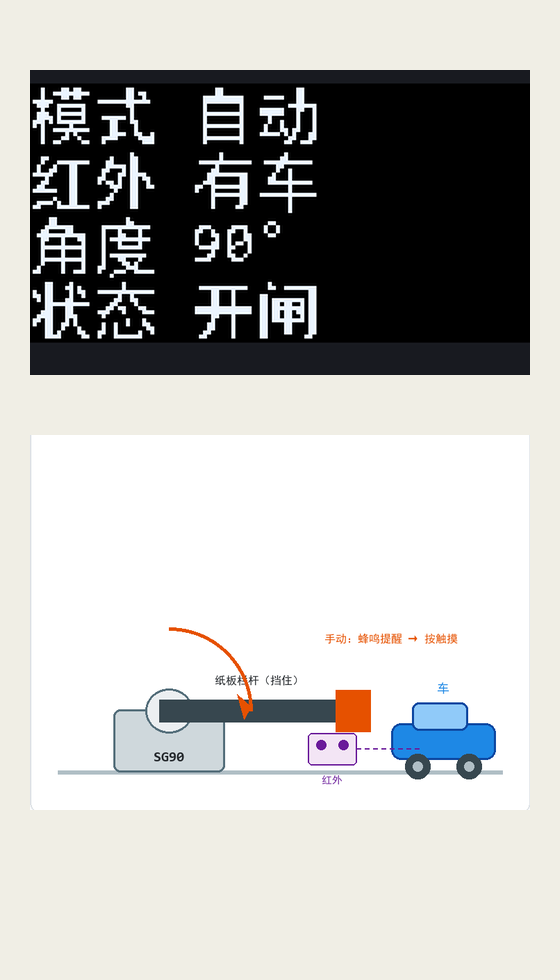 模式 自动
红外 有车
角度 90°
状态 开闸
手动: 蜂鸣提醒 → 按触摸
纸板栏杆（挡住）
车
SG90
红外